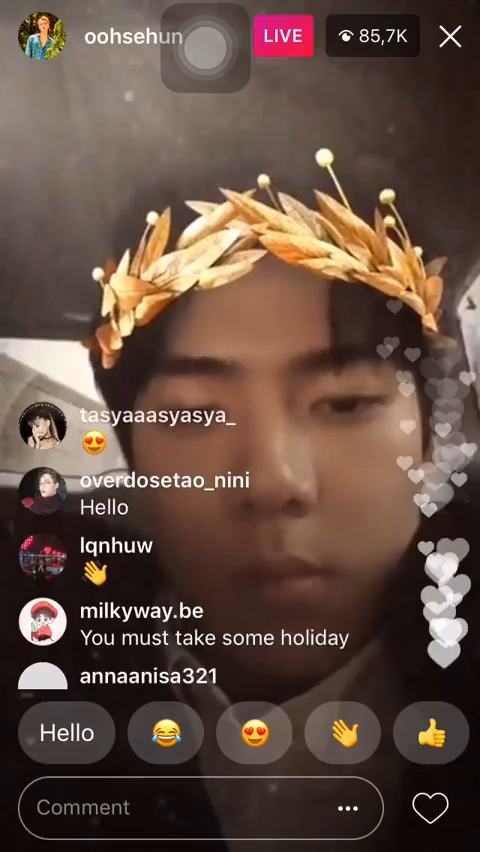 oohsehun
LIVE
85,7K
tasyaaasyasya_
😍
overdosetao_nini
Hello
lqnhuw
👋
milkyway.be
You must take some holiday
annaanisa321
Hello 😂 😍 👋 👍
Comment